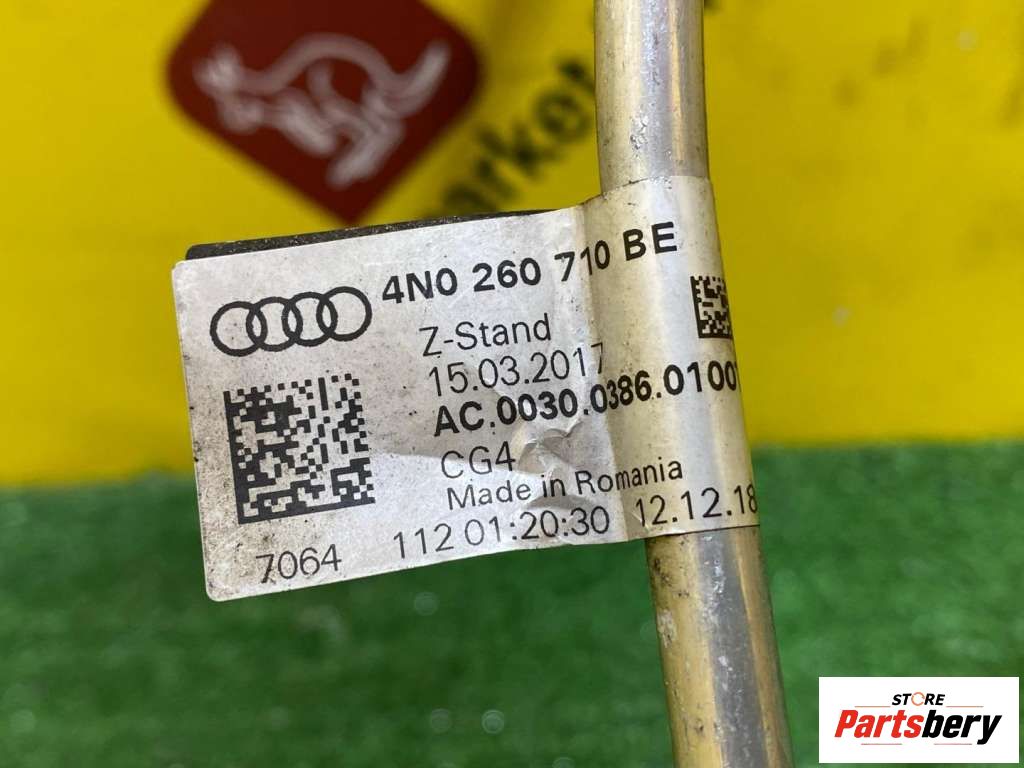 arket
4N0 260 710 BE
Z-Stand
15.03.2017
AC.0030.0386.0100
CG4
Made in Romania
7064 112 01:20:30 12.12.18
STORE
Partsbery